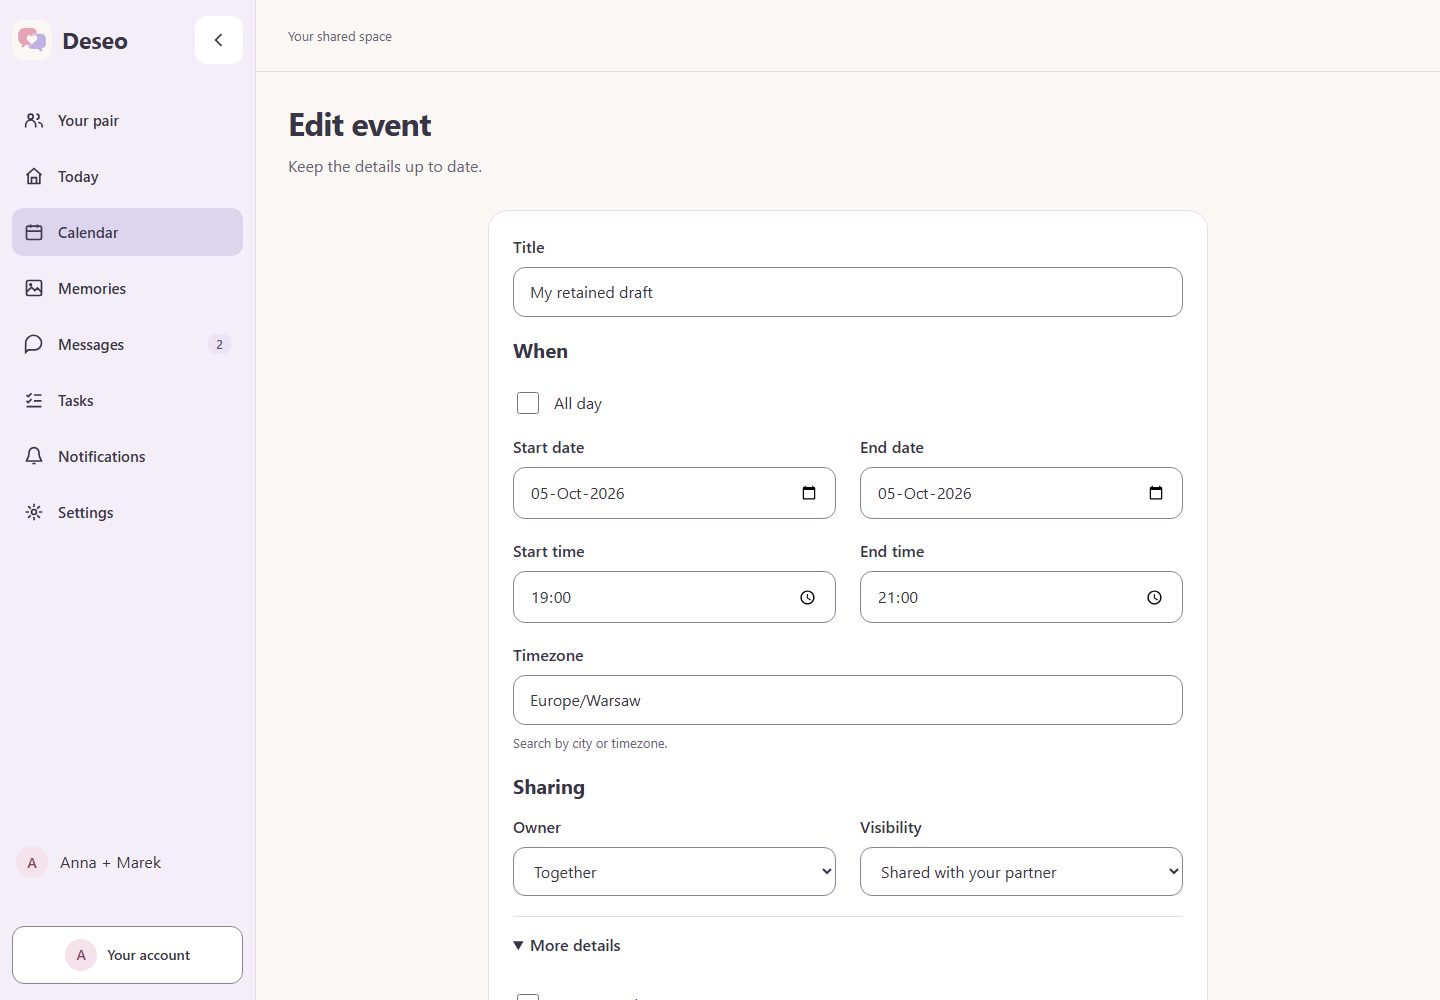 Deseo
Your shared space
Your pair
Today
Calendar
Memories
Messages 2
Tasks
Notifications
Settings
A Anna + Marek
A Your account
Edit event
Keep the details up to date.
Title
My retained draft
When
All day
Start date End date
05-Oct-2026 05-Oct-2026
Start time End time
19:00 21:00
Timezone
Europe/Warsaw
Search by city or timezone.
Sharing
Owner Visibility
Together Shared with your partner
More details